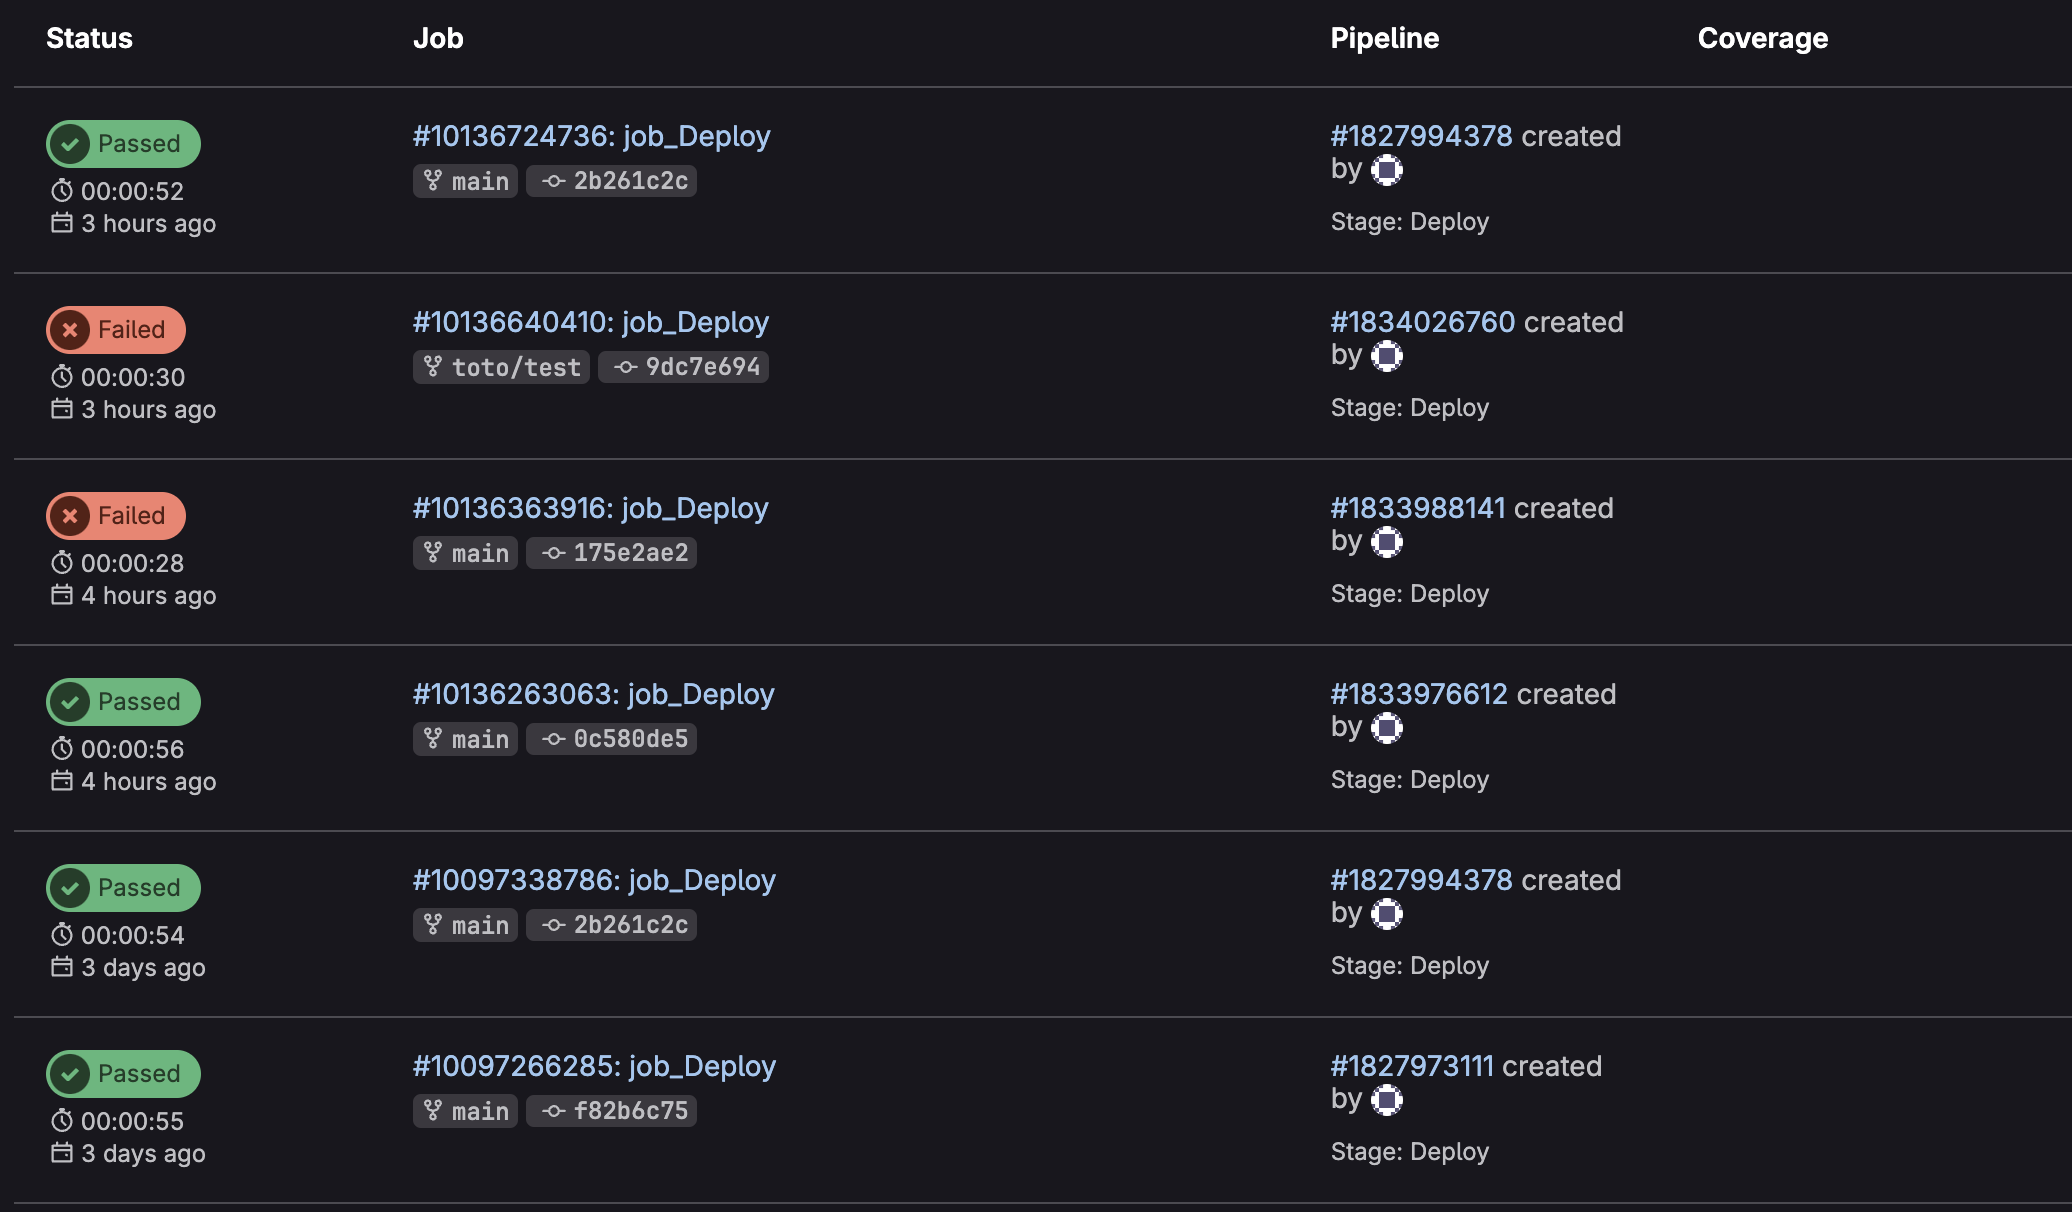 Status Job Pipeline Coverage
Passed #10136724736: job_Deploy #1827994378 created
main 2b261c2c by
00:00:52
3 hours ago Stage: Deploy
Failed #10136640410: job_Deploy #1834026760 created
toto/test 9dc7e694 by
00:00:30
3 hours ago Stage: Deploy
Failed #10136363916: job_Deploy #1833988141 created
main 175e2ae2 by
00:00:28
4 hours ago Stage: Deploy
Passed #10136263063: job_Deploy #1833976612 created
main 0c580de5 by
00:00:56
4 hours ago Stage: Deploy
Passed #10097338786: job_Deploy #1827994378 created
main 2b261c2c by
00:00:54
3 days ago Stage: Deploy
Passed #10097266285: job_Deploy #1827973111 created
main f82b6c75 by
00:00:55
3 days ago Stage: Deploy